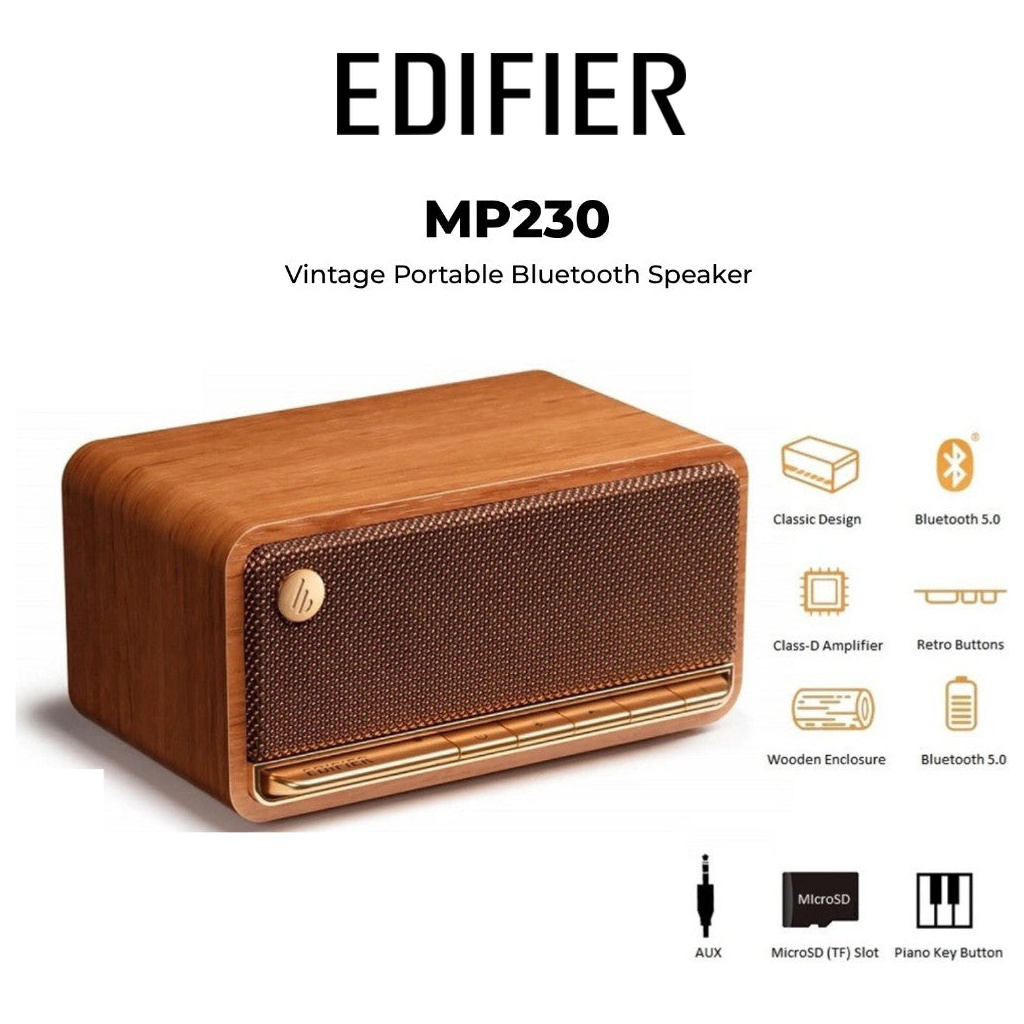 EDIFIER
MP230
Vintage Portable Bluetooth Speaker
®
Classic Design
Bluetooth 5.0
Class-D Amplifier
Retro Buttons
Wooden Enclosure
Bluetooth 5.0
EDIFIER
MIcroSD
AUX
MicroSD (TF) Slot
Piano Key Button